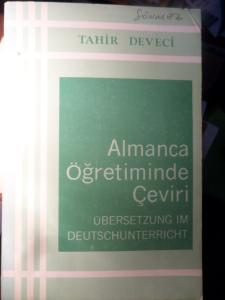 TAHİR DEVECİ
Almanca
Öğretiminde
Çeviri
ÜBERSETZUNG IM
DEUTSCHUNTERRICHT